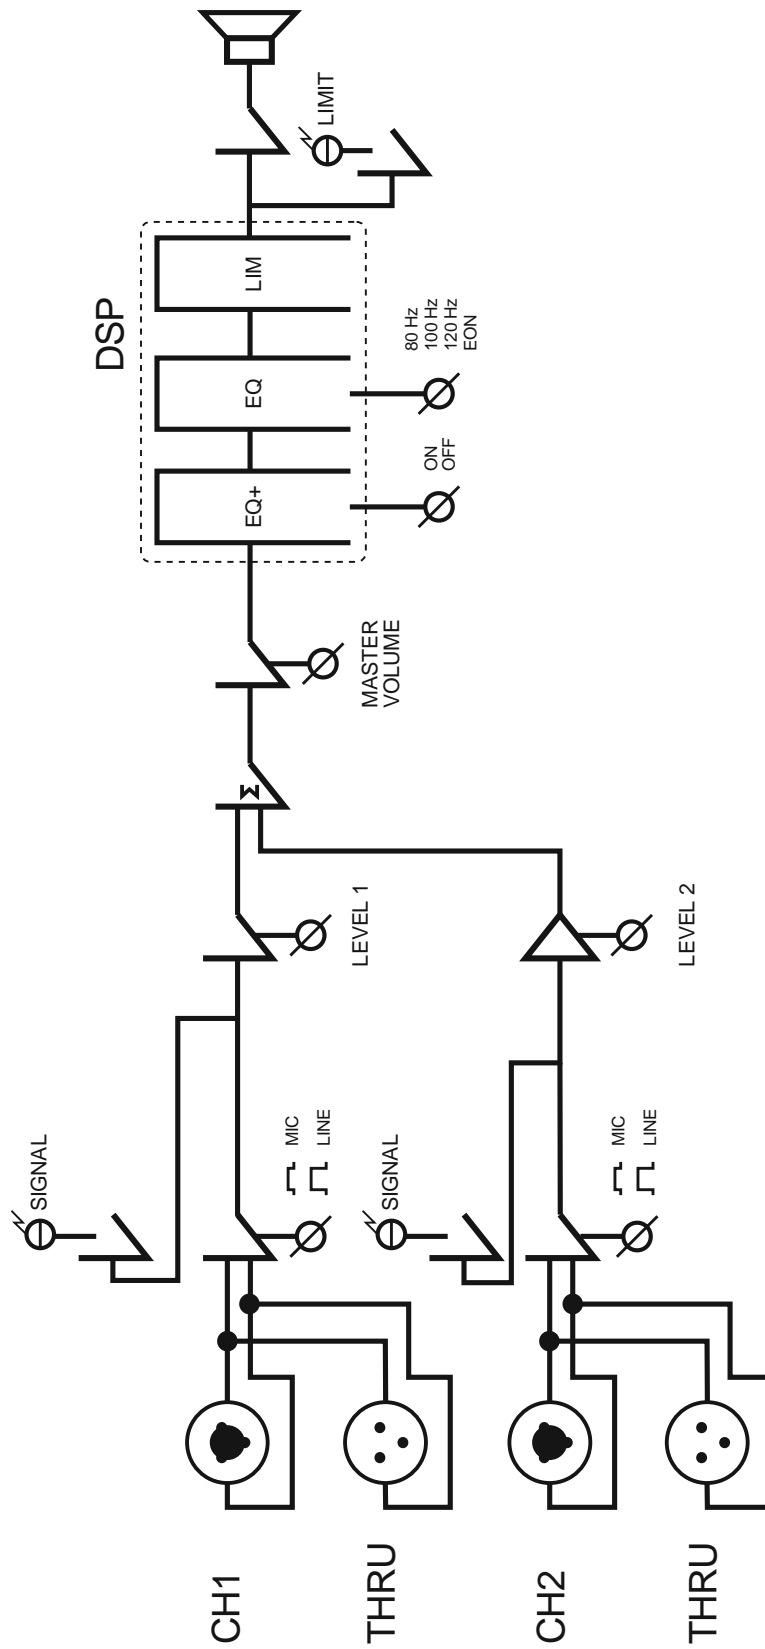 CH1
THRU
CH2
THRU
SIGNAL
MIC
LINE
SIGNAL
MIC
LINE
LEVEL 1
LEVEL 2
Σ
MASTER
VOLUME
DSP
EQ+
EQ
LIM
ON
OFF
80 Hz
100 Hz
120 Hz
EON
LIMIT